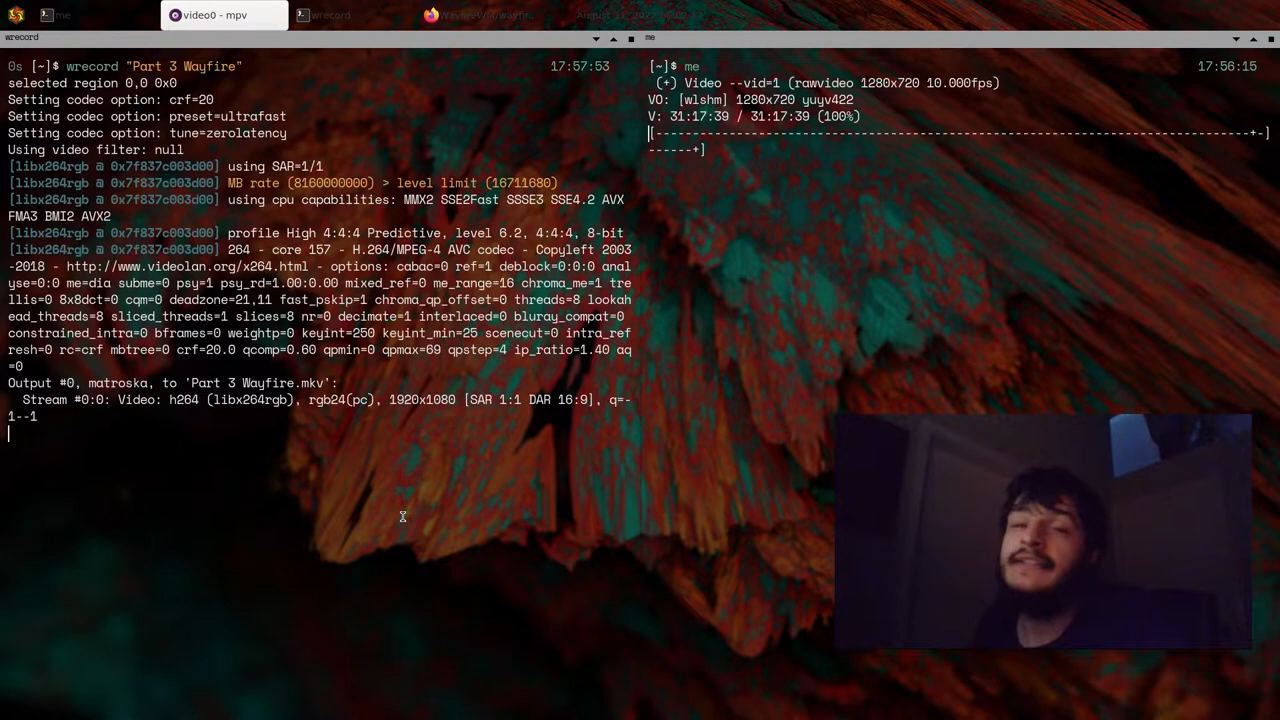 me
video0 - mpv
wrecord
WayfireWM/wayfir...
wrecord
me
0s [~]$ wrecord "Part 3 Wayfire"
17:57:53
selected region 0,0 0x0
Setting codec option: crf=20
Setting codec option: preset=ultrafast
Setting codec option: tune=zerolatency
Using video filter: null
[libx264rgb @ 0x7f837c003d00] using SAR=1/1
[libx264rgb @ 0x7f837c003d00] MB rate (8160000000) > level limit (16711680)
[libx264rgb @ 0x7f837c003d00] using cpu capabilities: MMX2 SSE2Fast SSSE3 SSE4.2 AVX
FMA3 BMI2 AVX2
[libx264rgb @ 0x7f837c003d00] profile High 4:4:4 Predictive, level 6.2, 4:4:4, 8-bit
[libx264rgb @ 0x7f837c003d00] 264 - core 157 - H.264/MPEG-4 AVC codec - Copyleft 2003
-2018 - http://www.videolan.org/x264.html - options: cabac=0 ref=1 deblock=0:0:0 anal
yse=0:0 me=dia subme=0 psy=1 psy_rd=1.00:0.00 mixed_ref=0 me_range=16 chroma_me=1 tre
llis=0 8x8dct=0 cqm=0 deadzone=21,11 fast_pskip=1 chroma_qp_offset=0 threads=8 lookah
ead_threads=8 sliced_threads=1 slices=8 nr=0 decimate=1 interlaced=0 bluray_compat=0
constrained_intra=0 bframes=0 weightp=0 keyint=250 keyint_min=25 scenecut=0 intra_ref
resh=0 rc=crf mbtree=0 crf=20.0 qcomp=0.60 qpmin=0 qpmax=69 qpstep=4 ip_ratio=1.40 aq
=0
Output #0, matroska, to 'Part 3 Wayfire.mkv':
Stream #0:0: Video: h264 (libx264rgb), rgb24(pc), 1920x1080 [SAR 1:1 DAR 16:9], q=-
1--1
[~]$ me
17:56:15
(+) Video --vid=1 (rawvideo 1280x720 10.000fps)
VO: [wlshm] 1280x720 yuyv422
V: 31:17:39 / 31:17:39 (100%)
[------------------------------------------------------------------------------------+-]
------+]